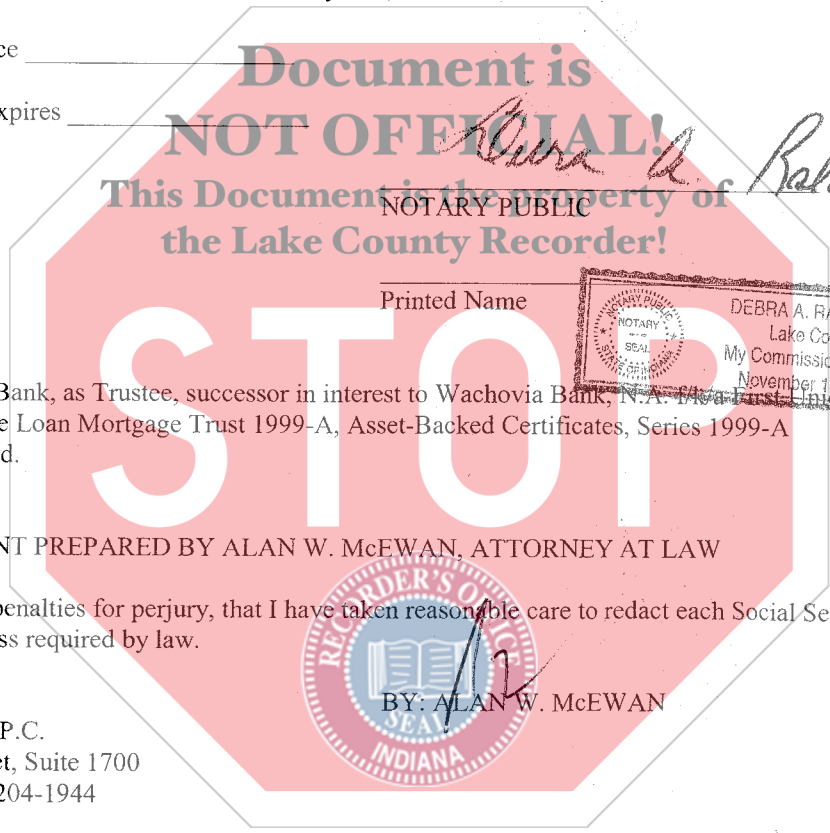 ce
Document is
xpires
NOT OFFICIAL!
Debra A.
This Document is the property of
NOTARY PUBLIC
the Lake County Recorder!
Printed Name
NOTARY PUBLIC
NOTARY
SEAL
STATE OF INDIANA
DEBRA A. RA
Lake Co
My Commissio
November 1
STOP
Bank, as Trustee, successor in interest to Wachovia Bank, N.A. f/k/a First Uni
e Loan Mortgage Trust 1999-A, Asset-Backed Certificates, Series 1999-A
d.
NT PREPARED BY ALAN W. McEWAN, ATTORNEY AT LAW
penalties for perjury, that I have taken reasonable care to redact each Social Se
ss required by law.
RECORDER'S OFFICE
SEAL
INDIANA
BY: ALAN W. McEWAN
P.C.
et, Suite 1700
204-1944